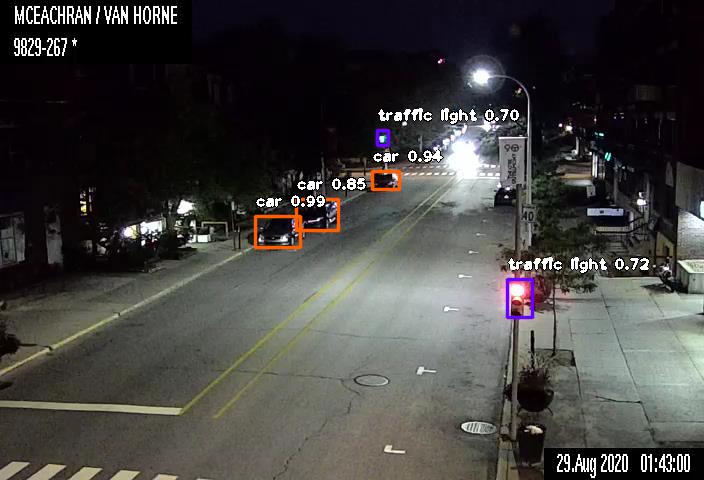 MCEACHRAN / VAN HORNE
9829-267 *
traffic light 0.70
car 0.94
car 0.85
car 0.99
40
traffic light 0.72
29.Aug 2020 01:43:00